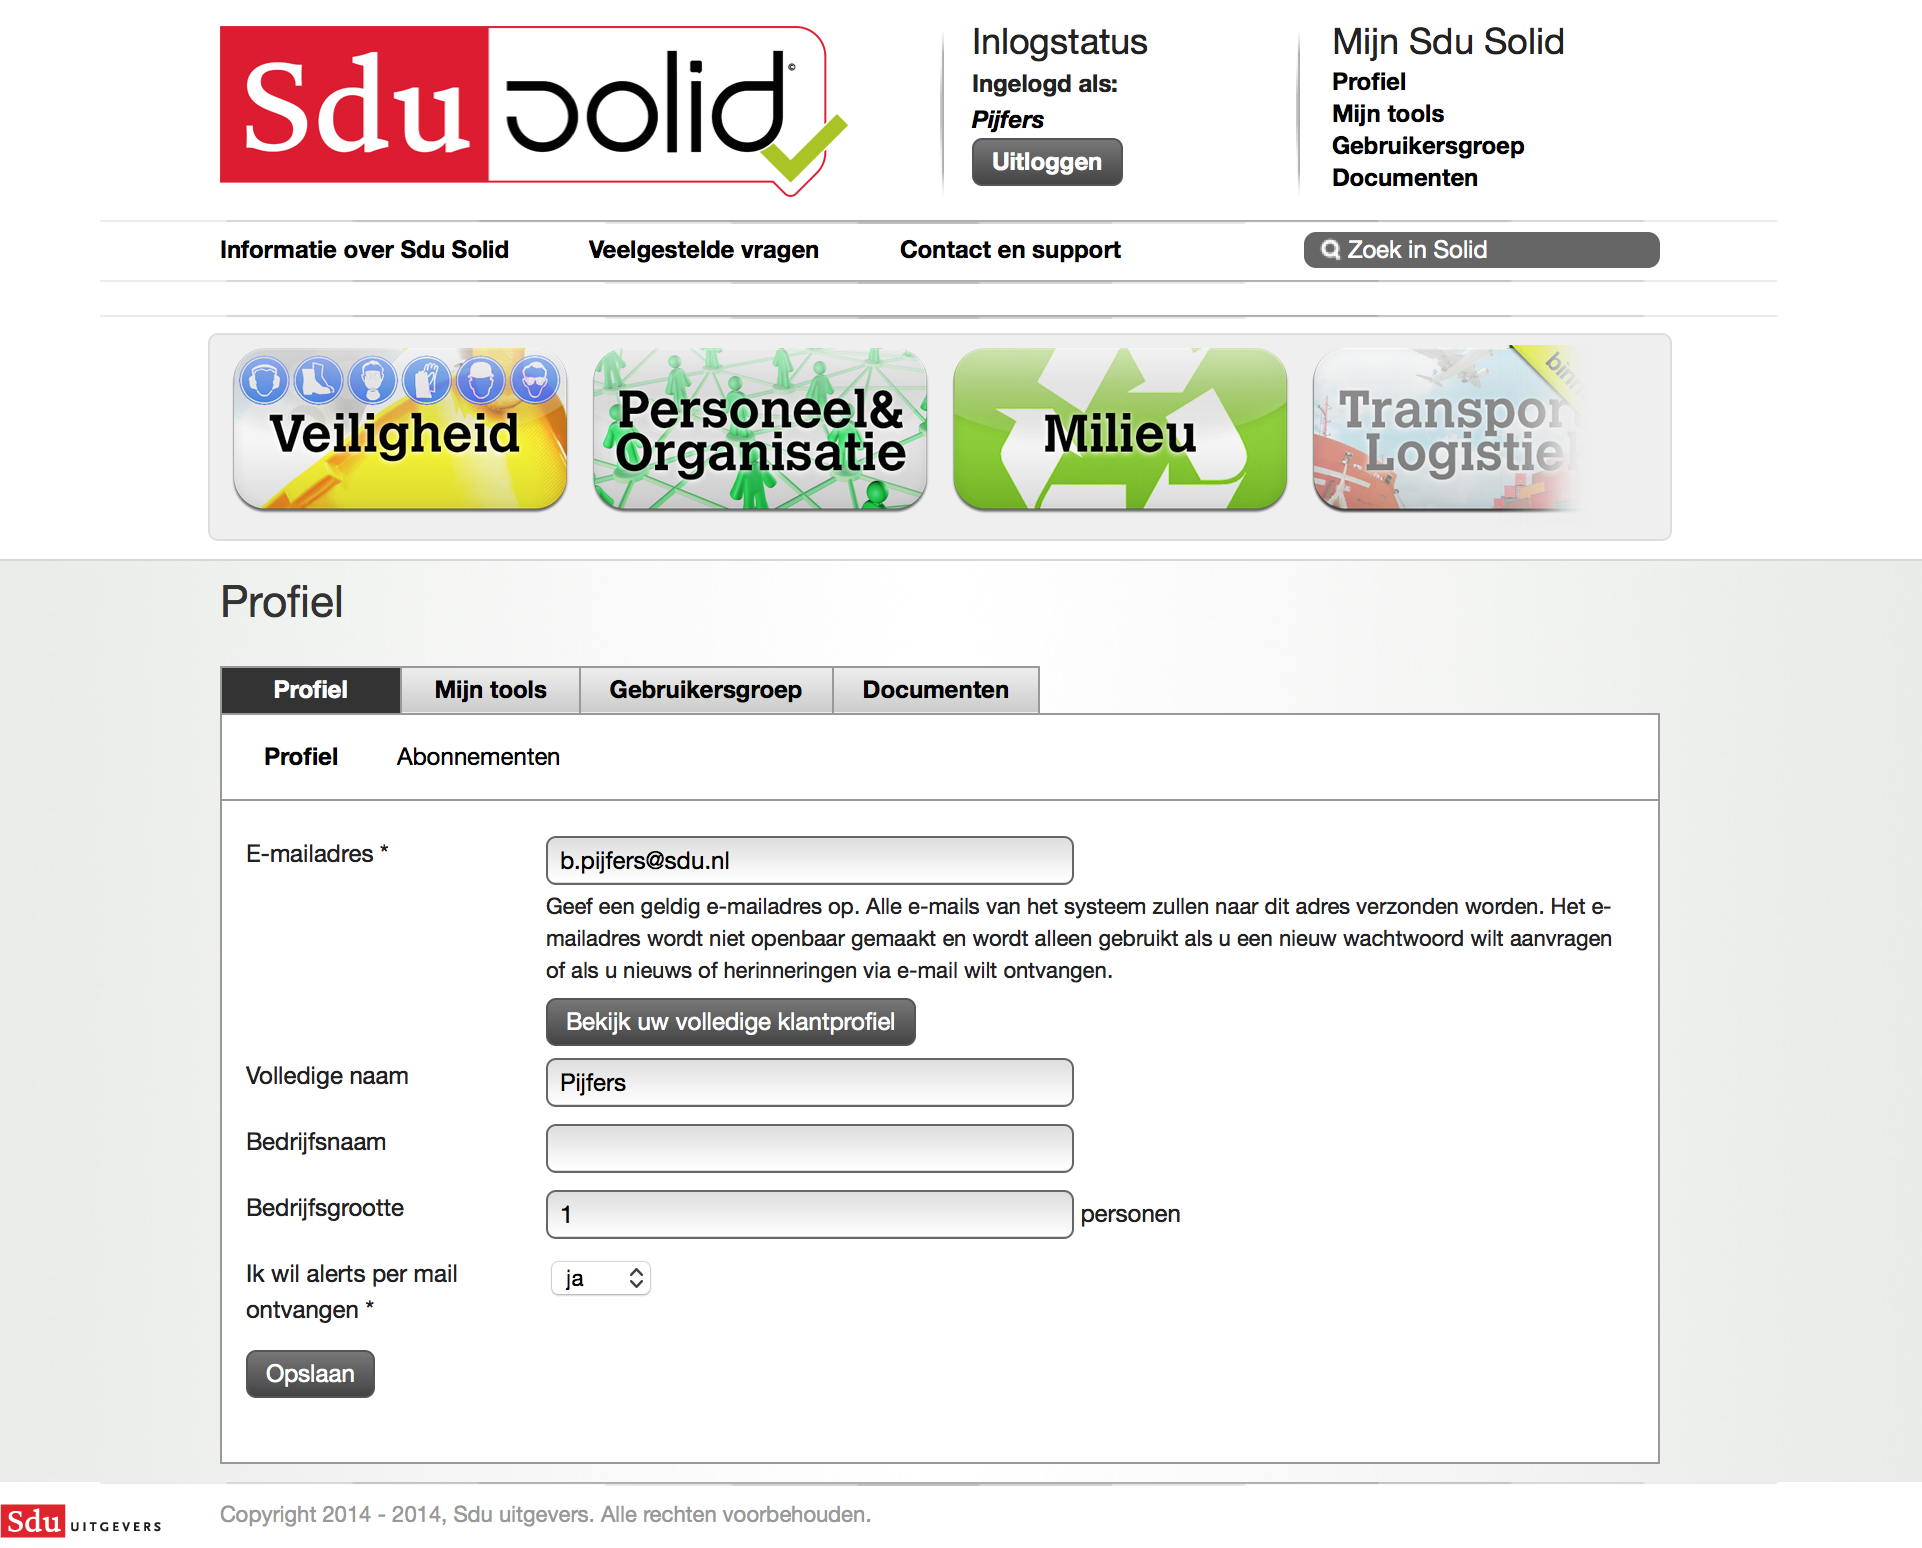 Sdu solid ©
Inlogstatus
Ingelogd als:
Pijfers
Uitloggen
Mijn Sdu Solid
Profiel
Mijn tools
Gebruikersgroep
Documenten
Informatie over Sdu Solid
Veelgestelde vragen
Contact en support
Zoek in Solid
Veiligheid
Personeel&
Organisatie
Milieu
Transpor
Logistie
Profiel
Profiel
Mijn tools
Gebruikersgroep
Documenten
Profiel
Abonnementen
E-mailadres *
b.pijfers@sdu.nl
Geef een geldig e-mailadres op. Alle e-mails van het systeem zullen naar dit adres verzonden worden. Het e-
mailadres wordt niet openbaar gemaakt en wordt alleen gebruikt als u een nieuw wachtwoord wilt aanvragen
of als u nieuws of herinneringen via e-mail wilt ontvangen.
Bekijk uw volledige klantprofiel
Volledige naam
Pijfers
Bedrijfsnaam
Bedrijfsgrootte
1
personen
Ik wil alerts per mail
ontvangen *
ja
Opslaan
Sdu UITGEVERS
Copyright 2014 - 2014, Sdu uitgevers. Alle rechten voorbehouden.